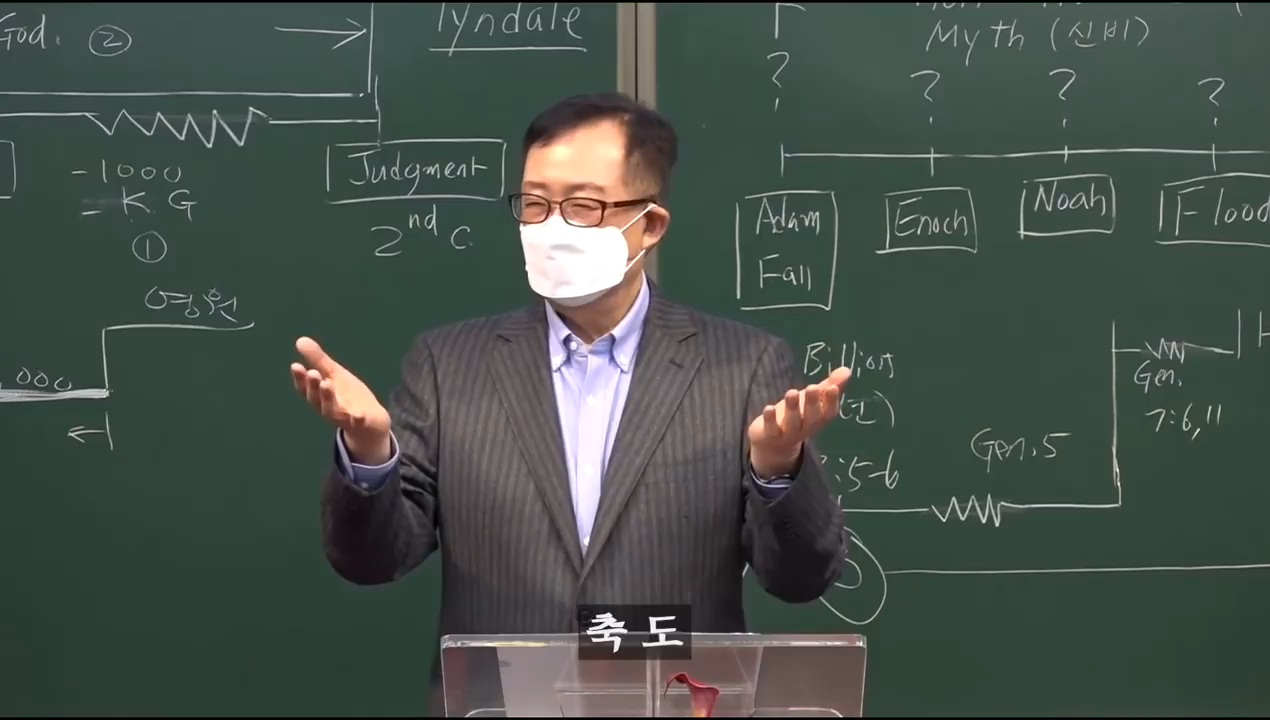 God. ②
Tyndale
Myth (신비)
? ? ? ?
-1000
- K G
①
Judgment
2nd c.
영원
000
Adam
Fall
Enoch
Noah
Flood
Billion
Gen.
7:6,11
Gen. 5
:5-6
축도